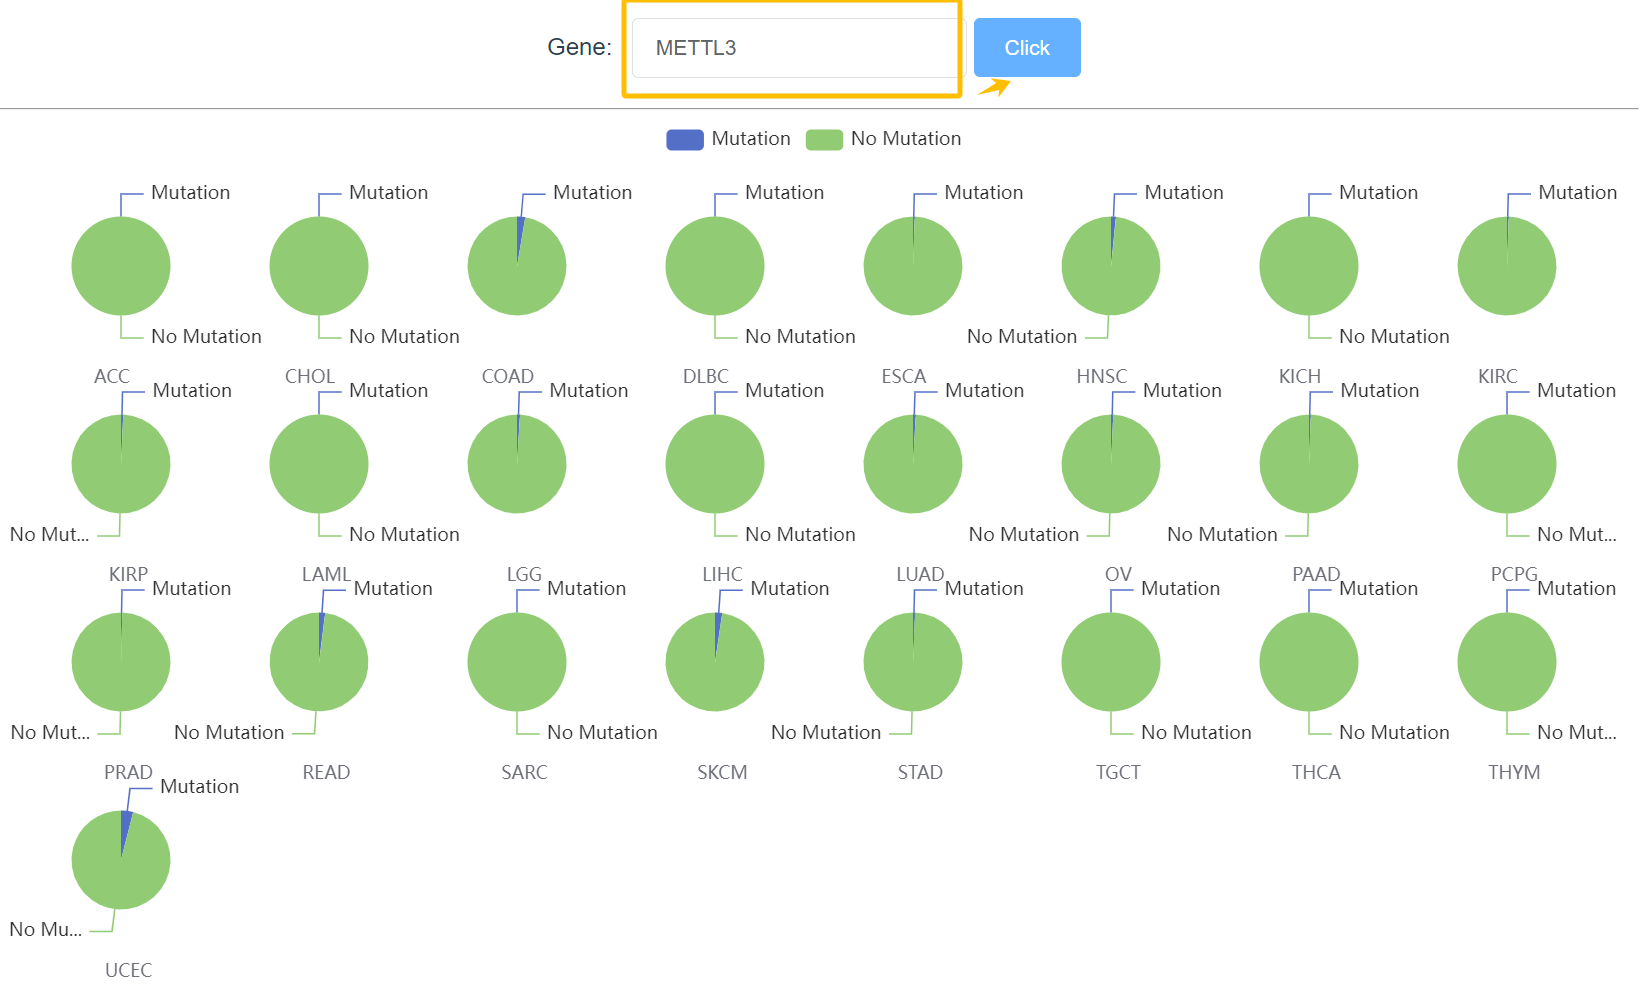 Gene: METTL3 Click
Mutation No Mutation
Mutation Mutation Mutation Mutation Mutation Mutation Mutation Mutation
No Mutation No Mutation No Mutation No Mutation No Mutation
ACC CHOL COAD DLBC ESCA HNSC KICH KIRC
Mutation Mutation Mutation Mutation Mutation Mutation Mutation Mutation
No Mut... No Mutation No Mutation No Mutation No Mutation No Mut...
KIRP LAML LGG LIHC LUAD OV PAAD PCPG
Mutation Mutation Mutation Mutation Mutation Mutation Mutation Mutation
No Mut... No Mutation No Mutation No Mutation No Mutation No Mutation No Mut...
PRAD READ SARC SKCM STAD TGCT THCA THYM
Mutation
No Mu...
UCEC